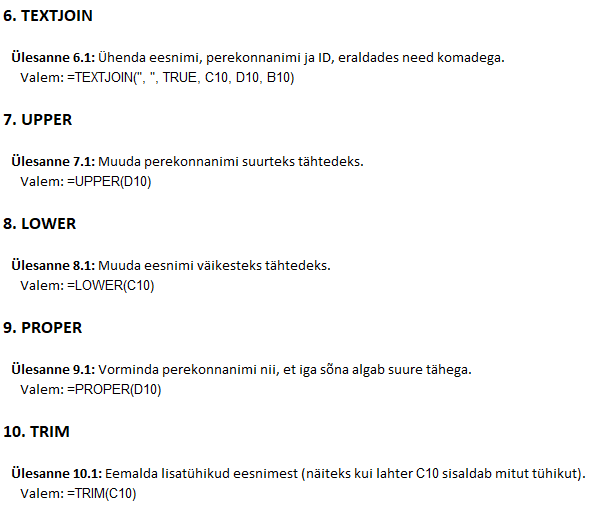 6. TEXTJOIN
Ülesanne 6.1: Ühenda eesnimi, perekonnanimi ja ID, eraldades need komadega.
Valem: =TEXTJOIN(", ", TRUE, C10, D10, B10)
7. UPPER
Ülesanne 7.1: Muuda perekonnanimi suurteks tähtedeks.
Valem: =UPPER(D10)
8. LOWER
Ülesanne 8.1: Muuda eesnimi väikesteks tähtedeks.
Valem: =LOWER(C10)
9. PROPER
Ülesanne 9.1: Vorminda perekonnanimi nii, et iga sõna algab suure tähega.
Valem: =PROPER(D10)
10. TRIM
Ülesanne 10.1: Eemalda lisatühikud eesnimest (näiteks kui lahter C10 sisaldab mitut tühikut).
Valem: =TRIM(C10)